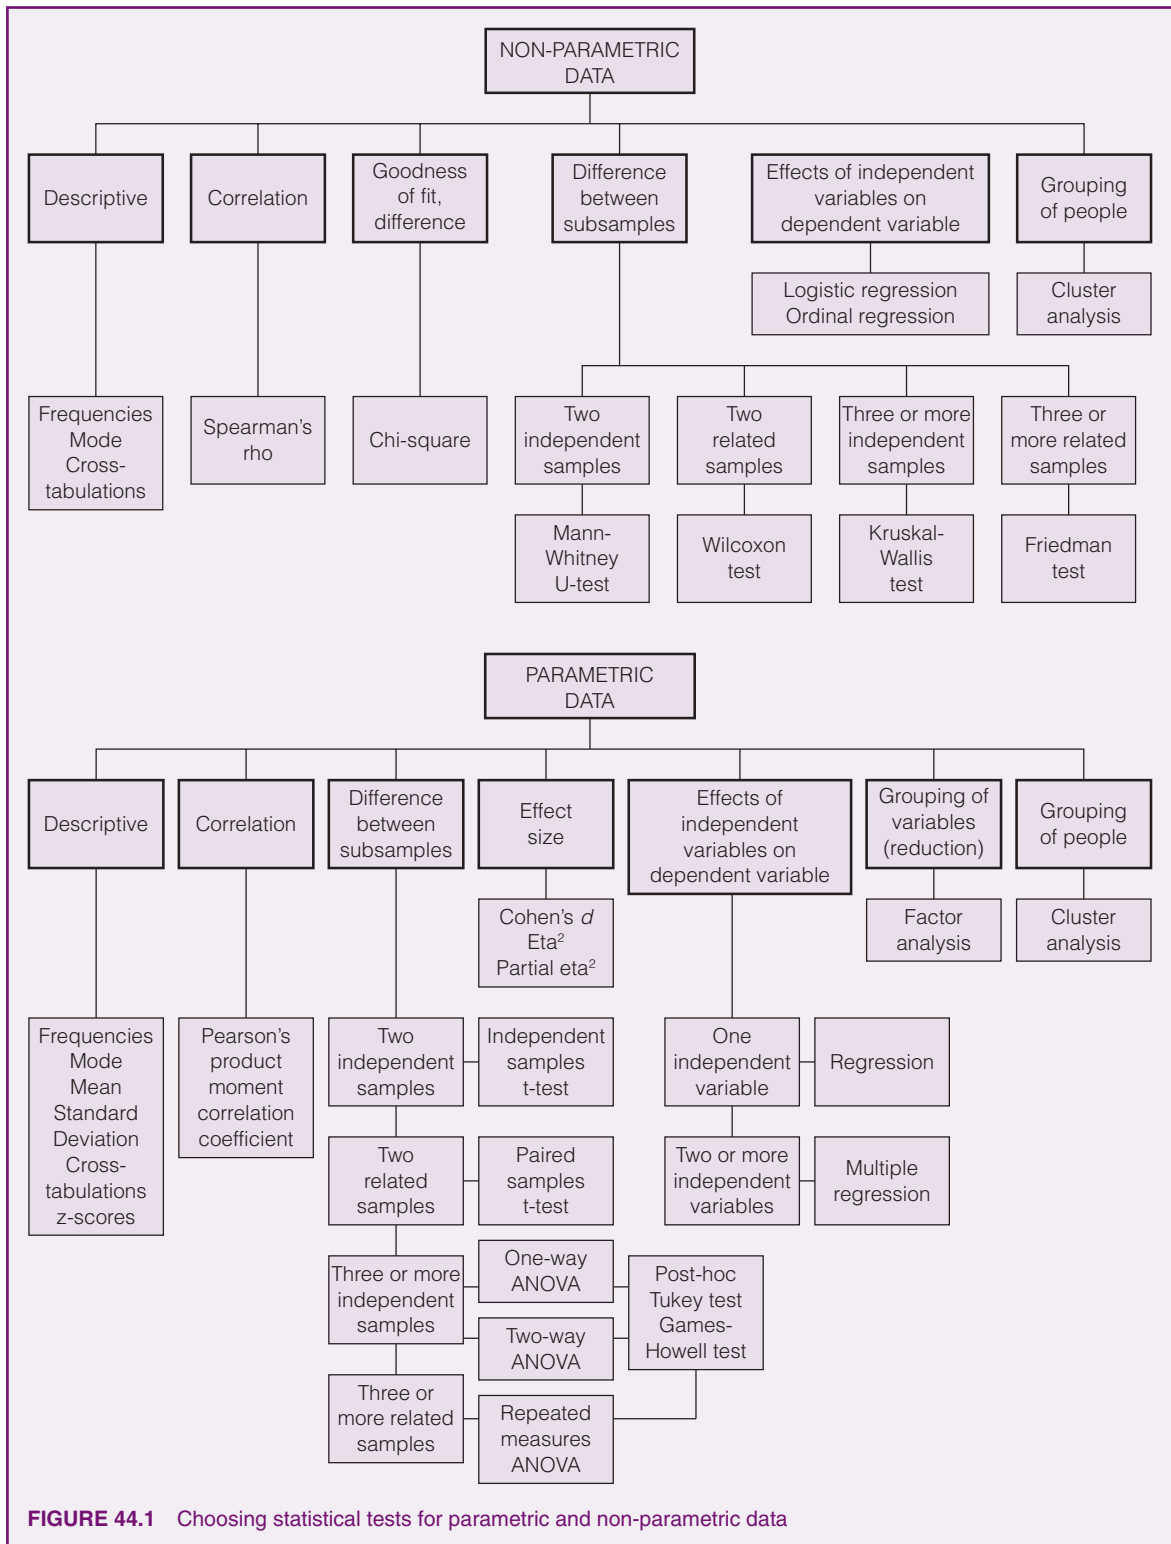 NON-PARAMETRIC
DATA
Descriptive
Correlation
Goodness
of fit,
difference
Difference
between
subsamples
Effects of independent
variables on
dependent variable
Grouping
of people
Logistic regression
Ordinal regression
Cluster
analysis
Frequencies
Mode
Cross-
tabulations
Spearman's
rho
Chi-square
Two
independent
samples
Two
related
samples
Three or more
independent
samples
Three or
more related
samples
Mann-
Whitney
U-test
Wilcoxon
test
Kruskal-
Wallis
test
Friedman
test
PARAMETRIC
DATA
Descriptive
Correlation
Difference
between
subsamples
Effect
size
Effects of
independent
variables on
dependent variable
Grouping of
variables
(reduction)
Grouping
of people
Cohen's d
Eta²
Partial eta²
Factor
analysis
Cluster
analysis
Frequencies
Mode
Mean
Standard
Deviation
Cross-
tabulations
z-scores
Pearson's
product
moment
correlation
coefficient
Two
independent
samples
Independent
samples
t-test
One
independent
variable
Regression
Two
related
samples
Paired
samples
t-test
Two or more
independent
variables
Multiple
regression
Three or more
independent
samples
One-way
ANOVA
Two-way
ANOVA
Post-hoc
Tukey test
Games-
Howell test
Three or
more related
samples
Repeated
measures
ANOVA
FIGURE 44.1 Choosing statistical tests for parametric and non-parametric data